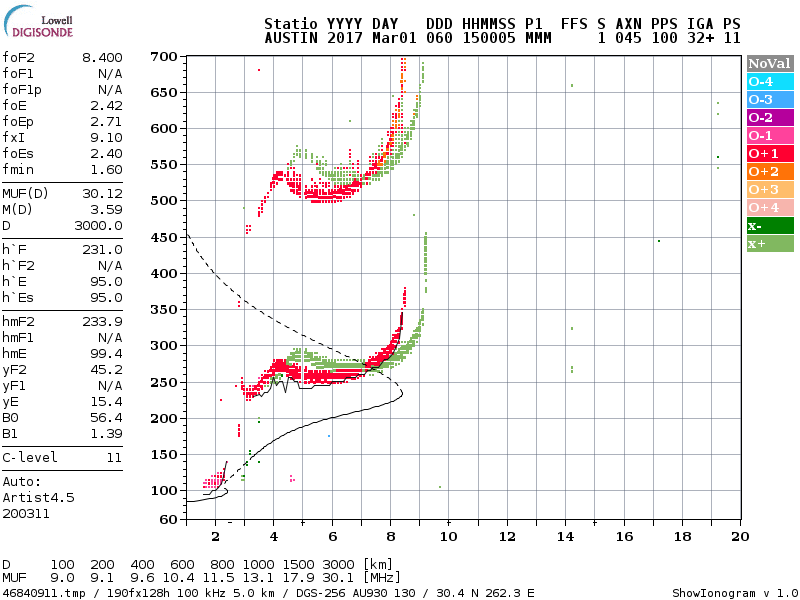 Lowell
DIGISONDE
Statio YYYY DAY DDD HHMMSS P1 FFS S AXN PPS IGA PS
AUSTIN 2017 Mar01 060 150005 MMM 1 045 100 32+ 11
foF2 8.400
foF1 N/A
foF1p N/A
foE 2.42
foEp 2.71
fxI 9.10
foEs 2.40
fmin 1.60
MUF(D) 30.12
M(D) 3.59
D 3000.0
h`F 231.0
h`F2 N/A
h`E 95.0
h`Es 95.0
hmF2 233.9
hmF1 N/A
hmE 99.4
yF2 45.2
yF1 N/A
yE 15.4
B0 56.4
B1 1.39
C-level 11
Auto:
Artist4.5
200311
700
650
600
550
500
450
400
350
300
250
200
150
100
60
2 4 6 8 10 12 14 16 18 20
NoVal
O-4
O-3
O-2
O-1
O+1
O+2
O+3
O+4
X-
X+
D 100 200 400 600 800 1000 1500 3000 [km]
MUF 9.0 9.1 9.6 10.4 11.5 13.1 17.9 30.1 [MHz]
46840911.tmp / 190fx128h 100 kHz 5.0 km / DGS-256 AU930 130 / 30.4 N 262.3 E
ShowIonogram v 1.0